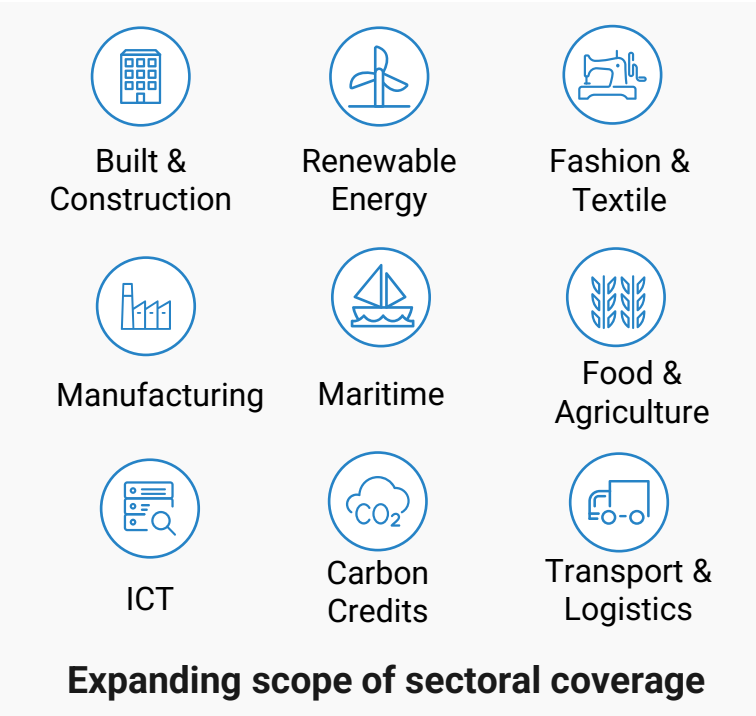 Built &
Construction
Renewable
Energy
Fashion &
Textile
Manufacturing
Maritime
Food &
Agriculture
ICT
CO2
Carbon
Credits
Transport &
Logistics
Expanding scope of sectoral coverage